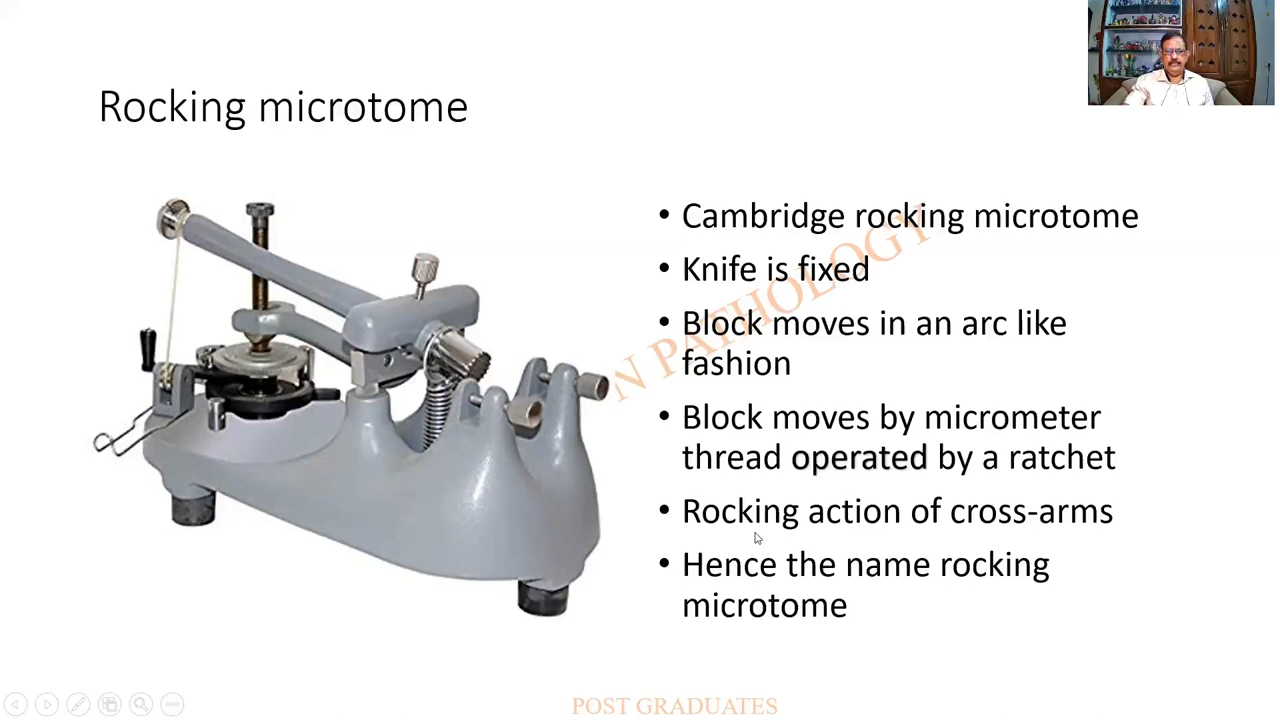 Rocking microtome
• Cambridge rocking microtome
• Knife is fixed
• Block moves in an arc like
fashion
• Block moves by micrometer
thread operated by a ratchet
• Rocking action of cross-arms
• Hence the name rocking
microtome
N PATHOLOGY
POST GRADUATES